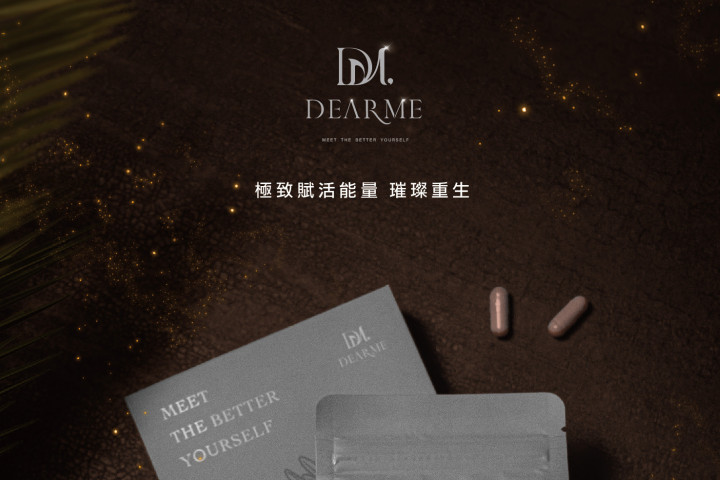 DM.
DEARME
MEET THE BETTER YOURSELF
極致賦活能量 璀璨重生
DM.
DEARME
MEET
THE BETTER
YOURSELF